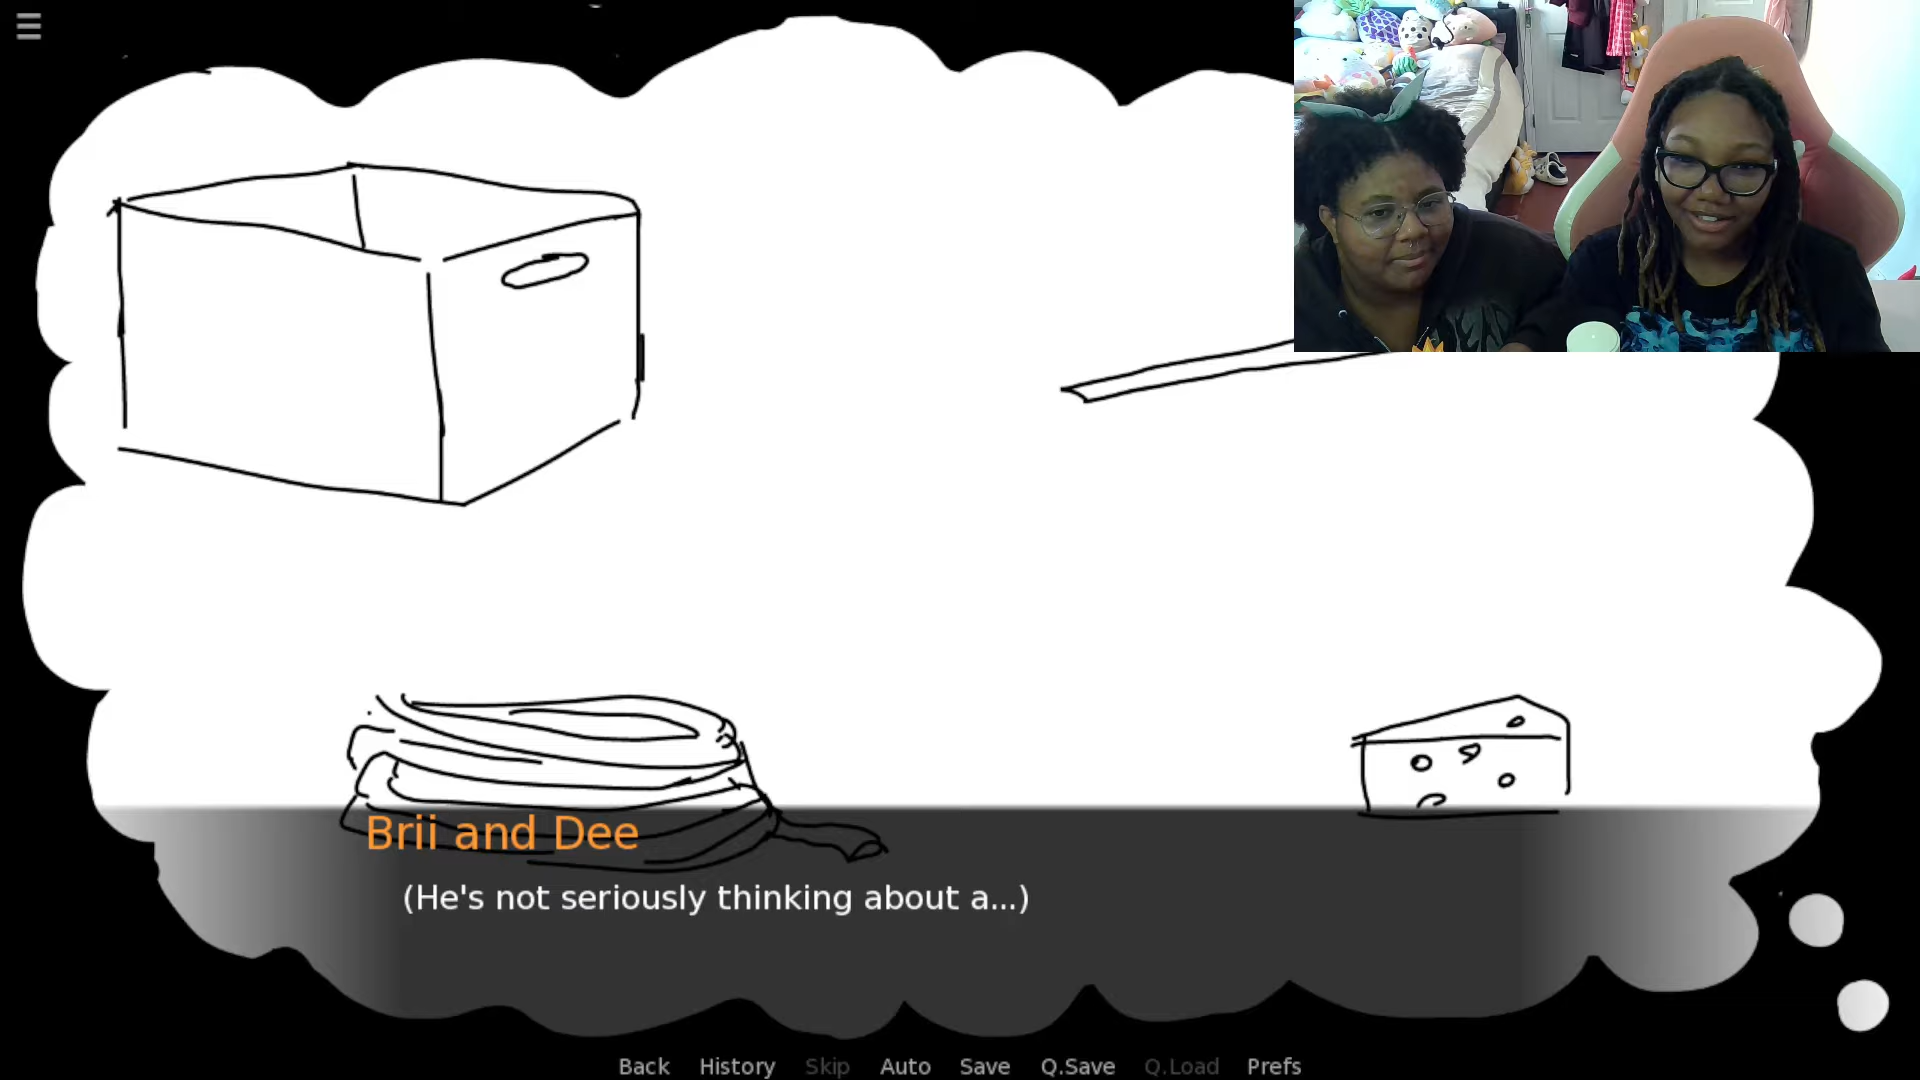 Brii and Dee
(He's not seriously thinking about a...)
Back History Skip Auto Save Q.Save Q.Load Prefs